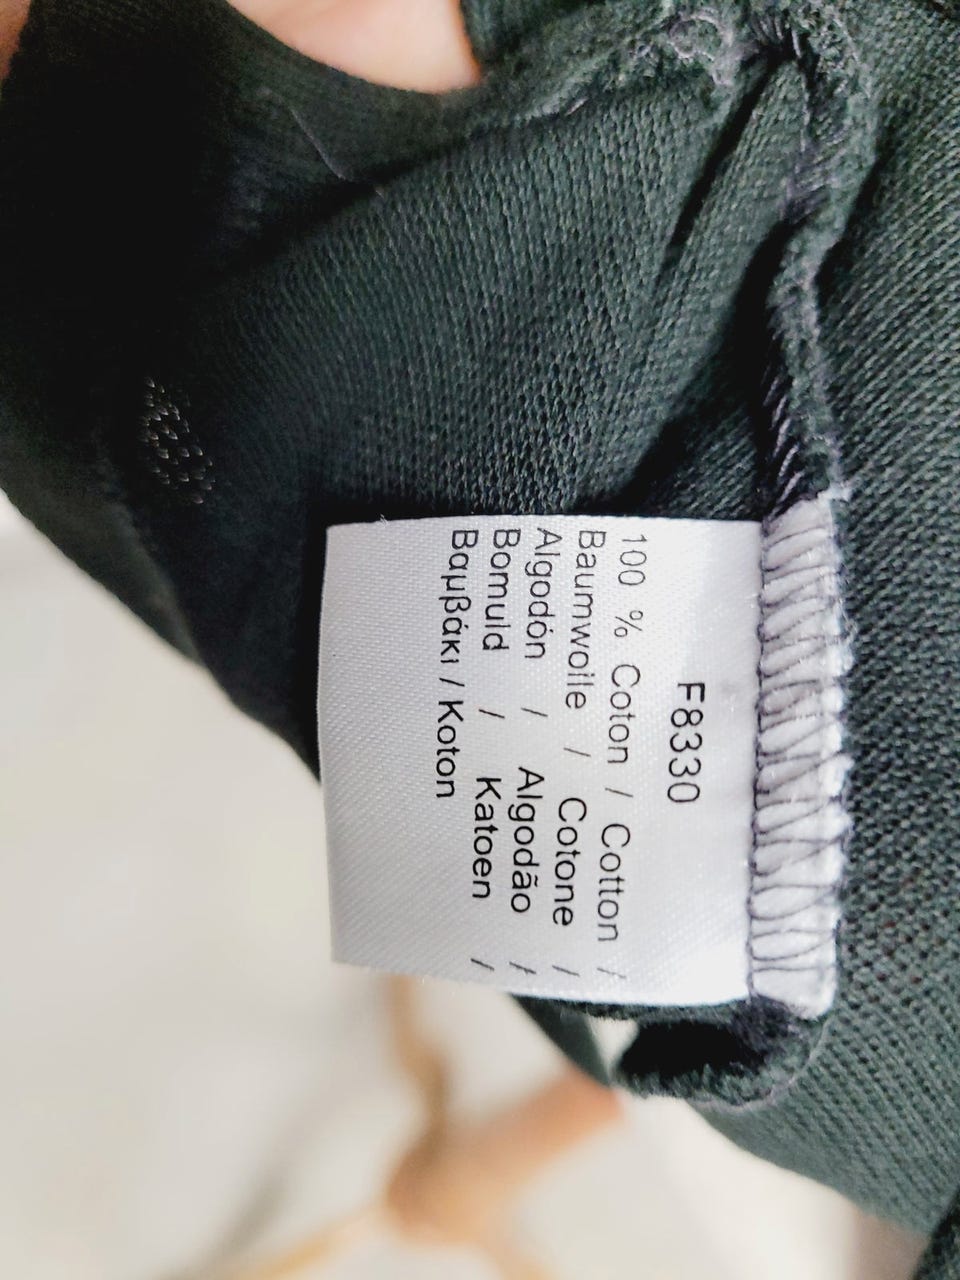 F8330
100 % Coton / Cotton /
Baumwolle / Cotone /
Algodón / Algodão /
Bomuld / Katoen /
Βαμβάκι / Koton